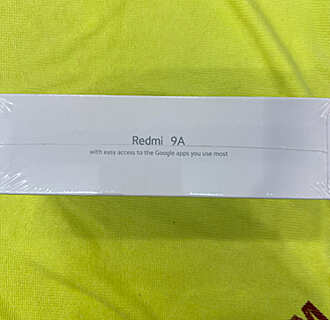 Redmi 9A
with easy access to the Google apps you use most